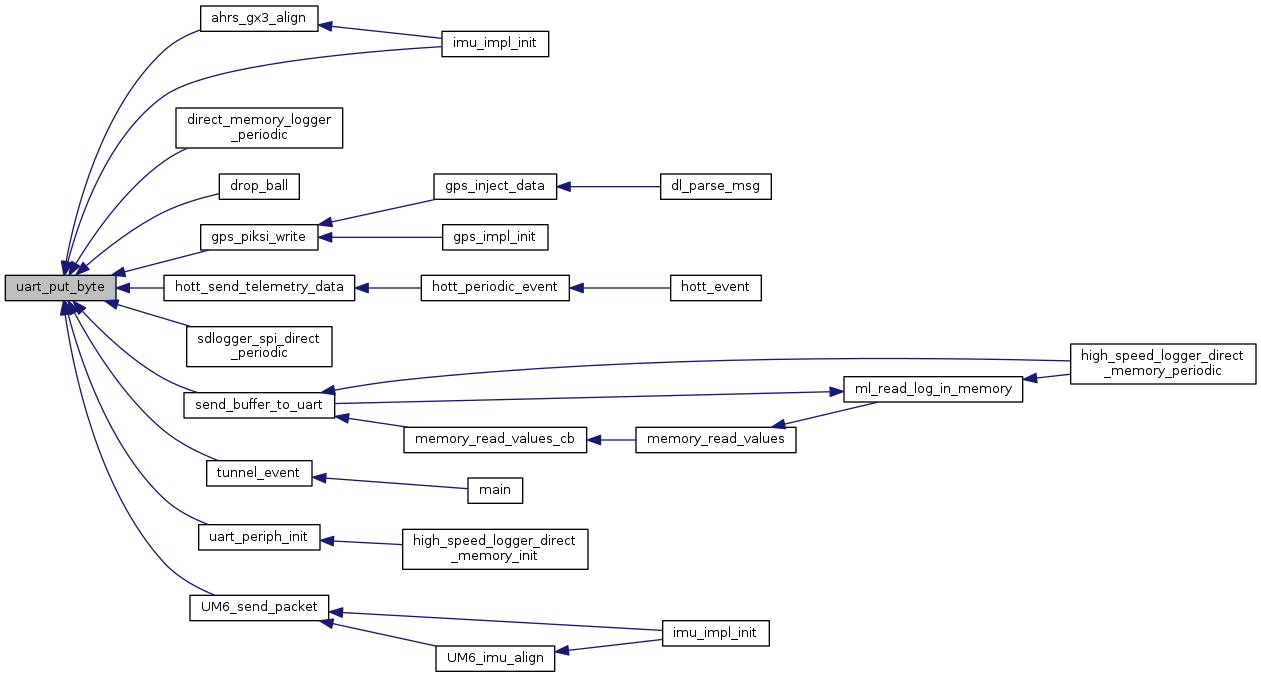 ahrs_gx3_align
imu_impl_init
direct_memory_logger
_periodic
drop_ball
gps_inject_data
dl_parse_msg
gps_piksi_write
gps_impl_init
uart_put_byte
hott_send_telemetry_data
hott_periodic_event
hott_event
sdlogger_spi_direct
_periodic
high_speed_logger_direct
_memory_periodic
ml_read_log_in_memory
send_buffer_to_uart
memory_read_values_cb
memory_read_values
tunnel_event
main
uart_periph_init
high_speed_logger_direct
_memory_init
UM6_send_packet
imu_impl_init
UM6_imu_align